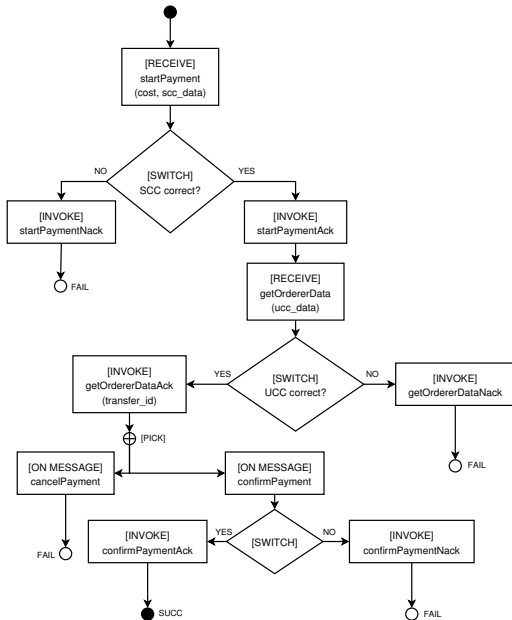 [RECEIVE]
startPayment
(cost, scc_data)
NO
[SWITCH]
SCC correct?
YES
[INVOKE]
startPaymentNack
[INVOKE]
startPaymentAck
FAIL
[RECEIVE]
getOrdererData
(ucc_data)
[INVOKE]
getOrdererDataAck
(transfer_id)
YES
[SWITCH]
UCC correct?
NO
[INVOKE]
getOrdererDataNack
[PICK]
FAIL
[ON MESSAGE]
cancelPayment
[ON MESSAGE]
confirmPayment
FAIL
[INVOKE]
confirmPaymentAck
YES
[SWITCH]
NO
[INVOKE]
confirmPaymentNack
SUCC
FAIL